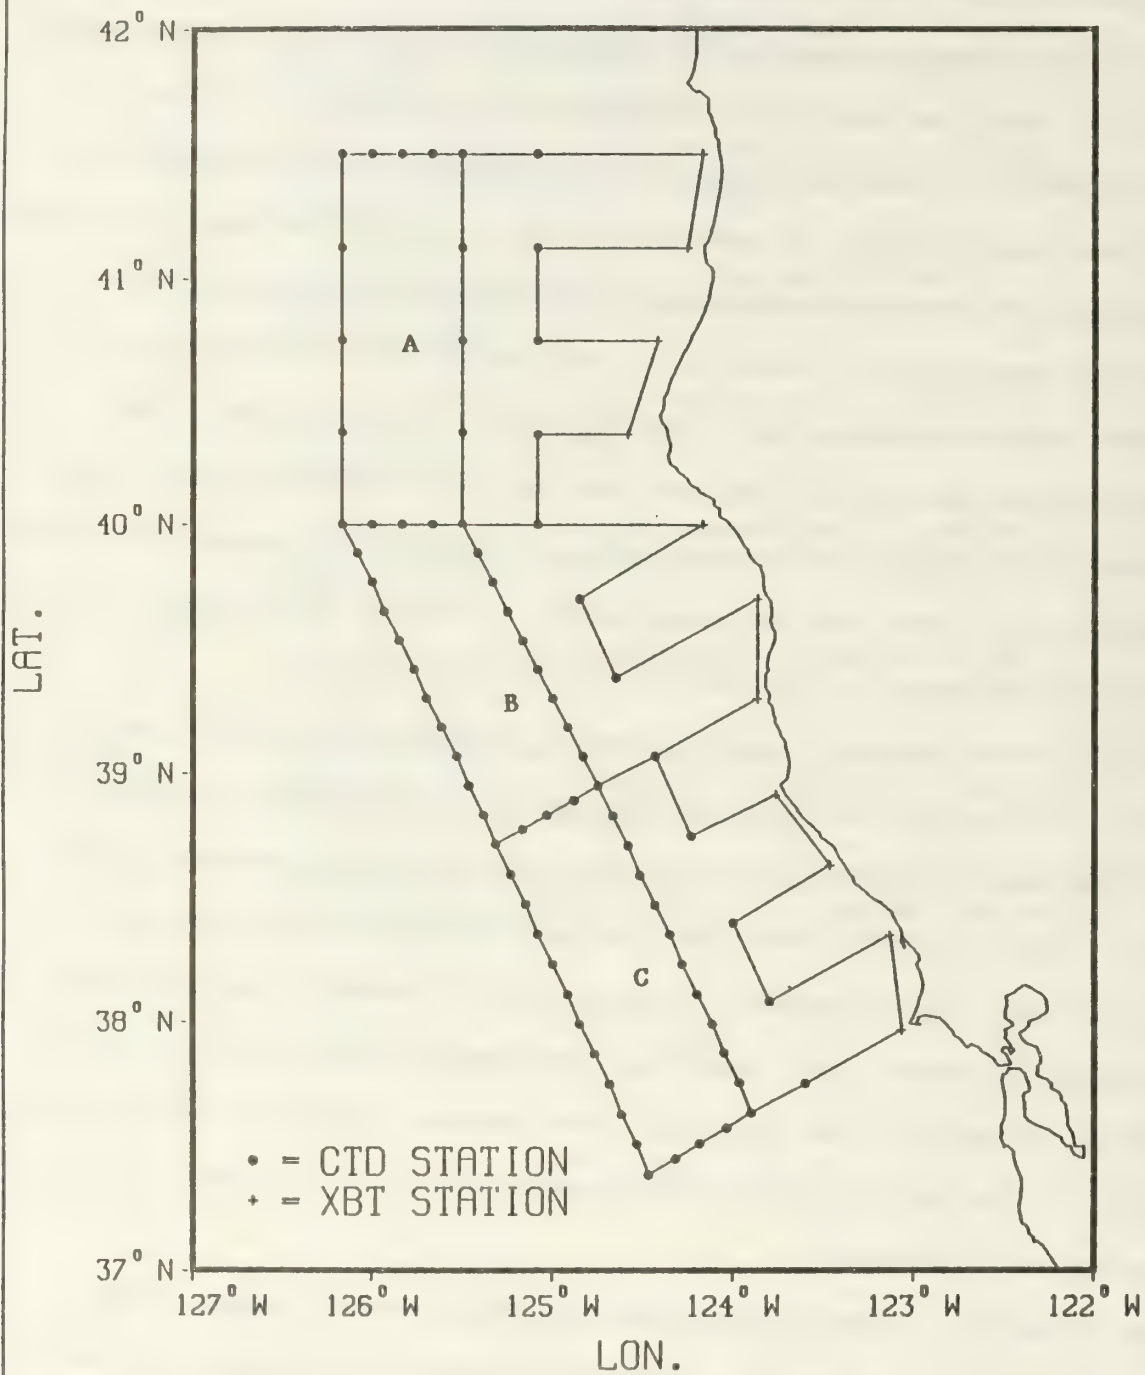 42° N
41° N
A
40° N
LAT.
B
39° N
C
38° N
• = CTD STATION
+ = XBT STATION
37° N
127° W 126° W 125° W 124° W 123° W 122° W
LON.